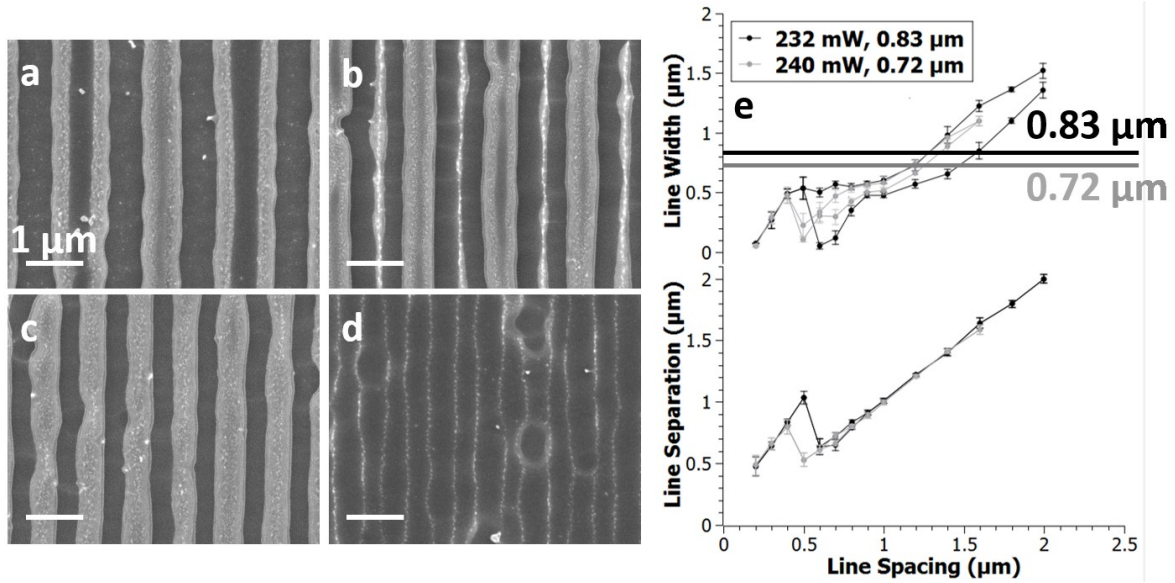 a
b
1 μm
c
d
e
232 mW, 0.83 μm
240 mW, 0.72 μm
0.83 μm
0.72 μm
Line Width (μm)
2
1.5
1
0.5
0
Line Separation (μm)
2
1.5
1
0.5
0
0 0.5 1 1.5 2 2.5
Line Spacing (μm)